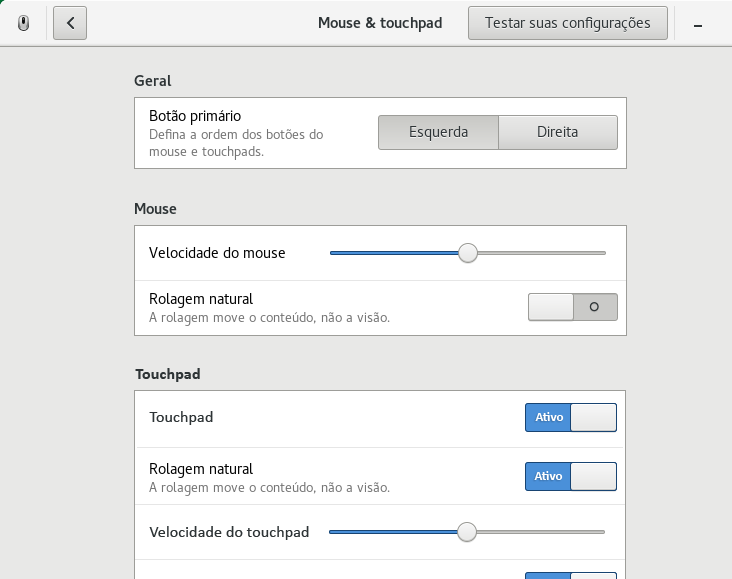 Mouse & touchpad
Testar suas configurações
Geral
Botão primário
Defina a ordem dos botões do
mouse e touchpads.
Esquerda
Direita
Mouse
Velocidade do mouse
Rolagem natural
A rolagem move o conteúdo, não a visão.
Touchpad
Touchpad
Ativo
Rolagem natural
A rolagem move o conteúdo, não a visão.
Ativo
Velocidade do touchpad